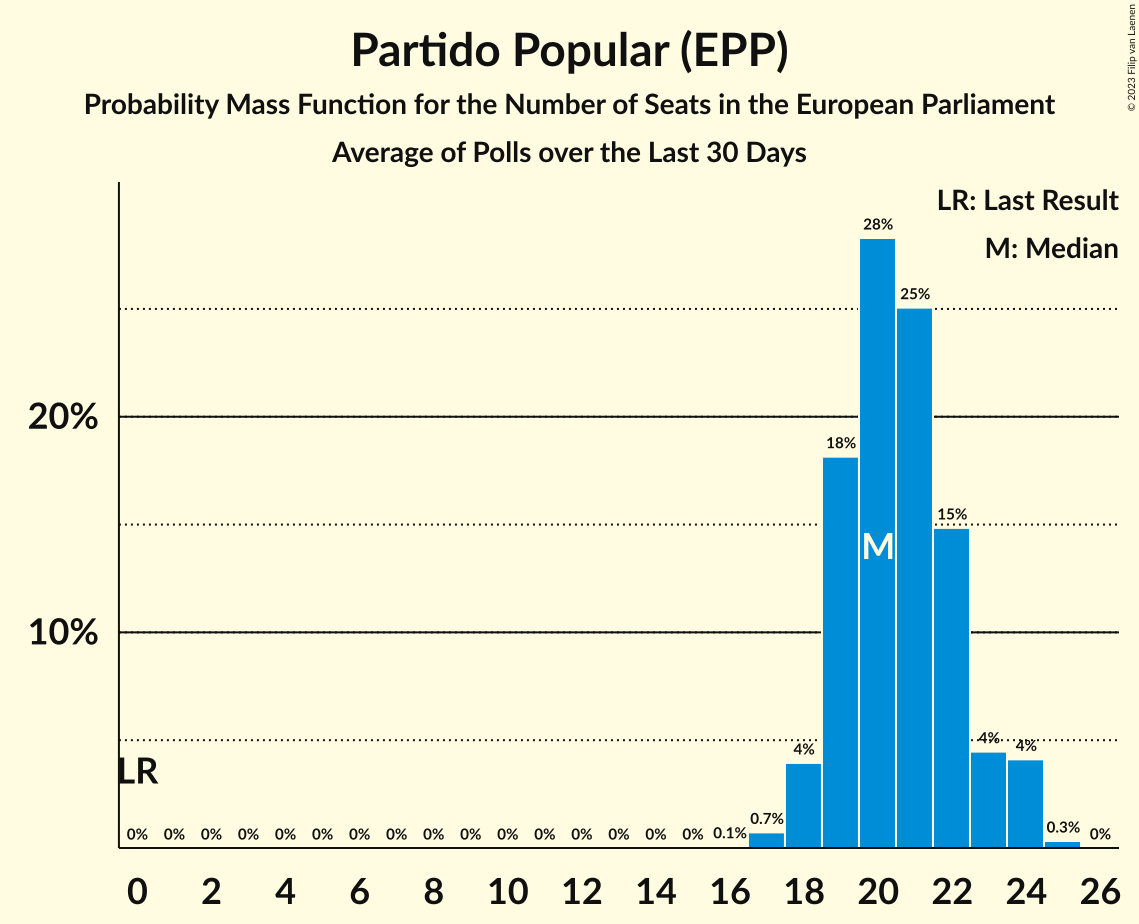 Partido Popular (EPP)
Probability Mass Function for the Number of Seats in the European Parliament
Average of Polls over the Last 30 Days
© 2023 Filip van Laenen
LR: Last Result
M: Median
28%
25%
20%
18%
15%
M
10%
4%
4%
4%
LR
0% 0% 0% 0% 0% 0% 0% 0% 0% 0% 0% 0% 0% 0% 0% 0% 0.1% 0.7% 0.3% 0%
0 2 4 6 8 10 12 14 16 18 20 22 24 26